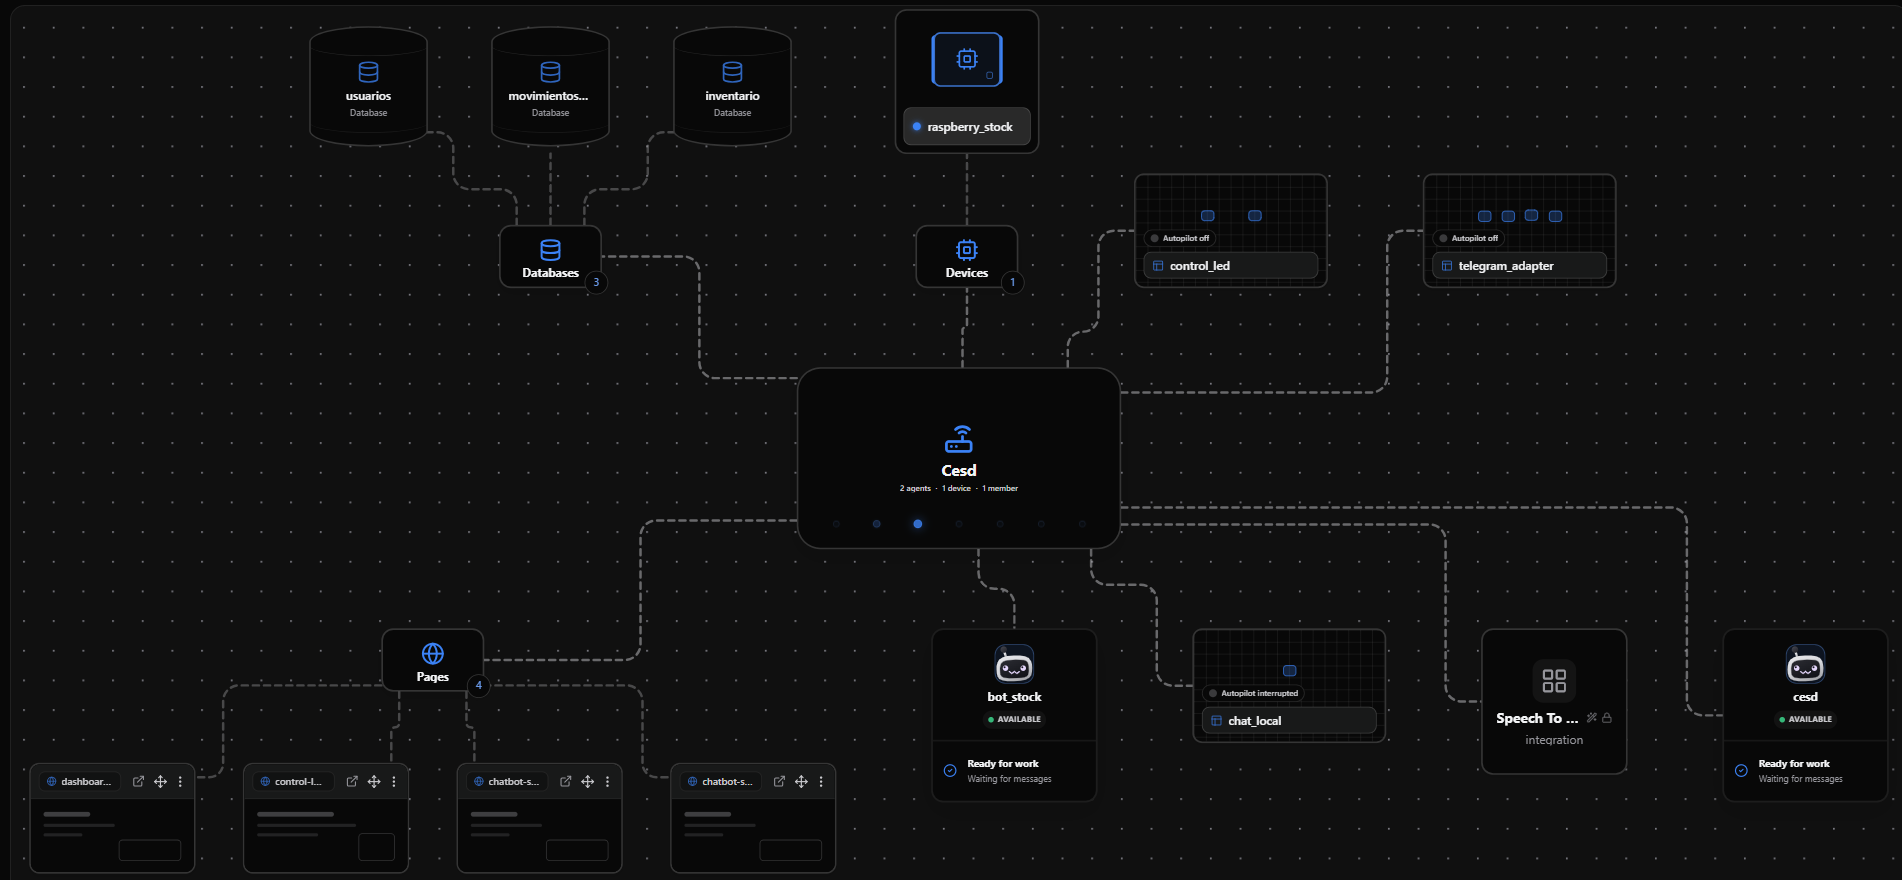 usuarios
Database
movimientos...
Database
inventario
Database
raspberry_stock
Databases
3
Devices
1
Autopilot off
control_led
Autopilot off
telegram_adapter
Cesd
2 agents · 1 device · 1 member
Pages
4
dashboar...
control-l...
chatbot-s...
chatbot-s...
bot_stock
AVAILABLE
Ready for work
Waiting for messages
Autopilot interrupted
chat_local
Speech To ...
integration
cesd
AVAILABLE
Ready for work
Waiting for messages